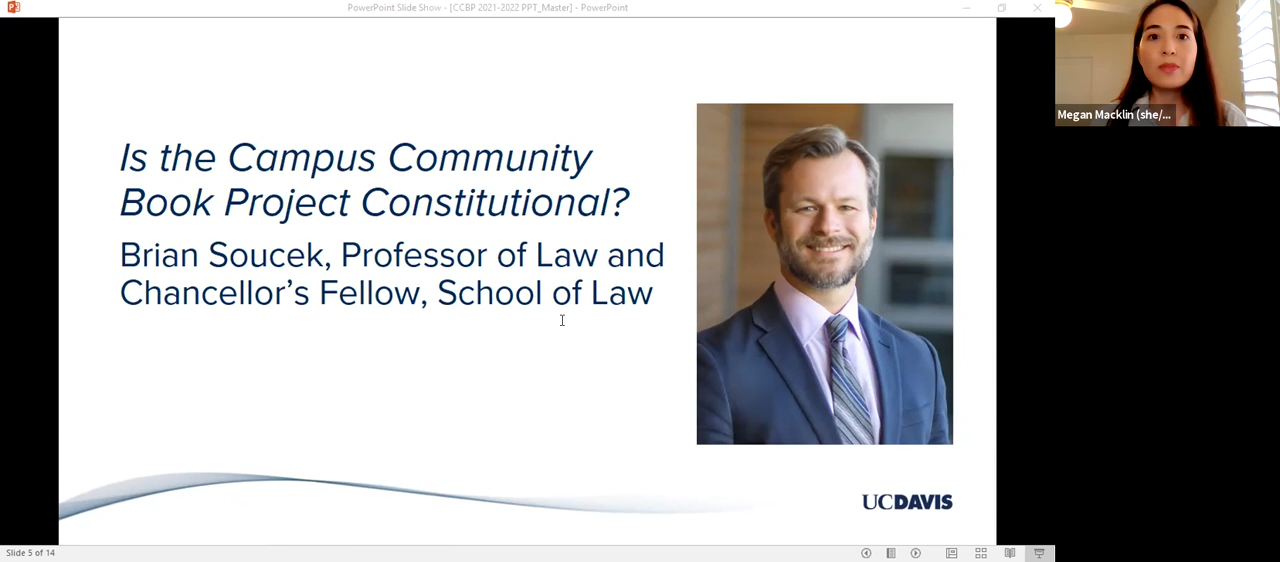 PowerPoint Slide Show - [CCBP 2021-2022 PPT_Master] - PowerPoint
Is the Campus Community
Book Project Constitutional?
Brian Soucek, Professor of Law and
Chancellor's Fellow, School of Law
UCDAVIS
Megan Macklin (she/...
Slide 5 of 14